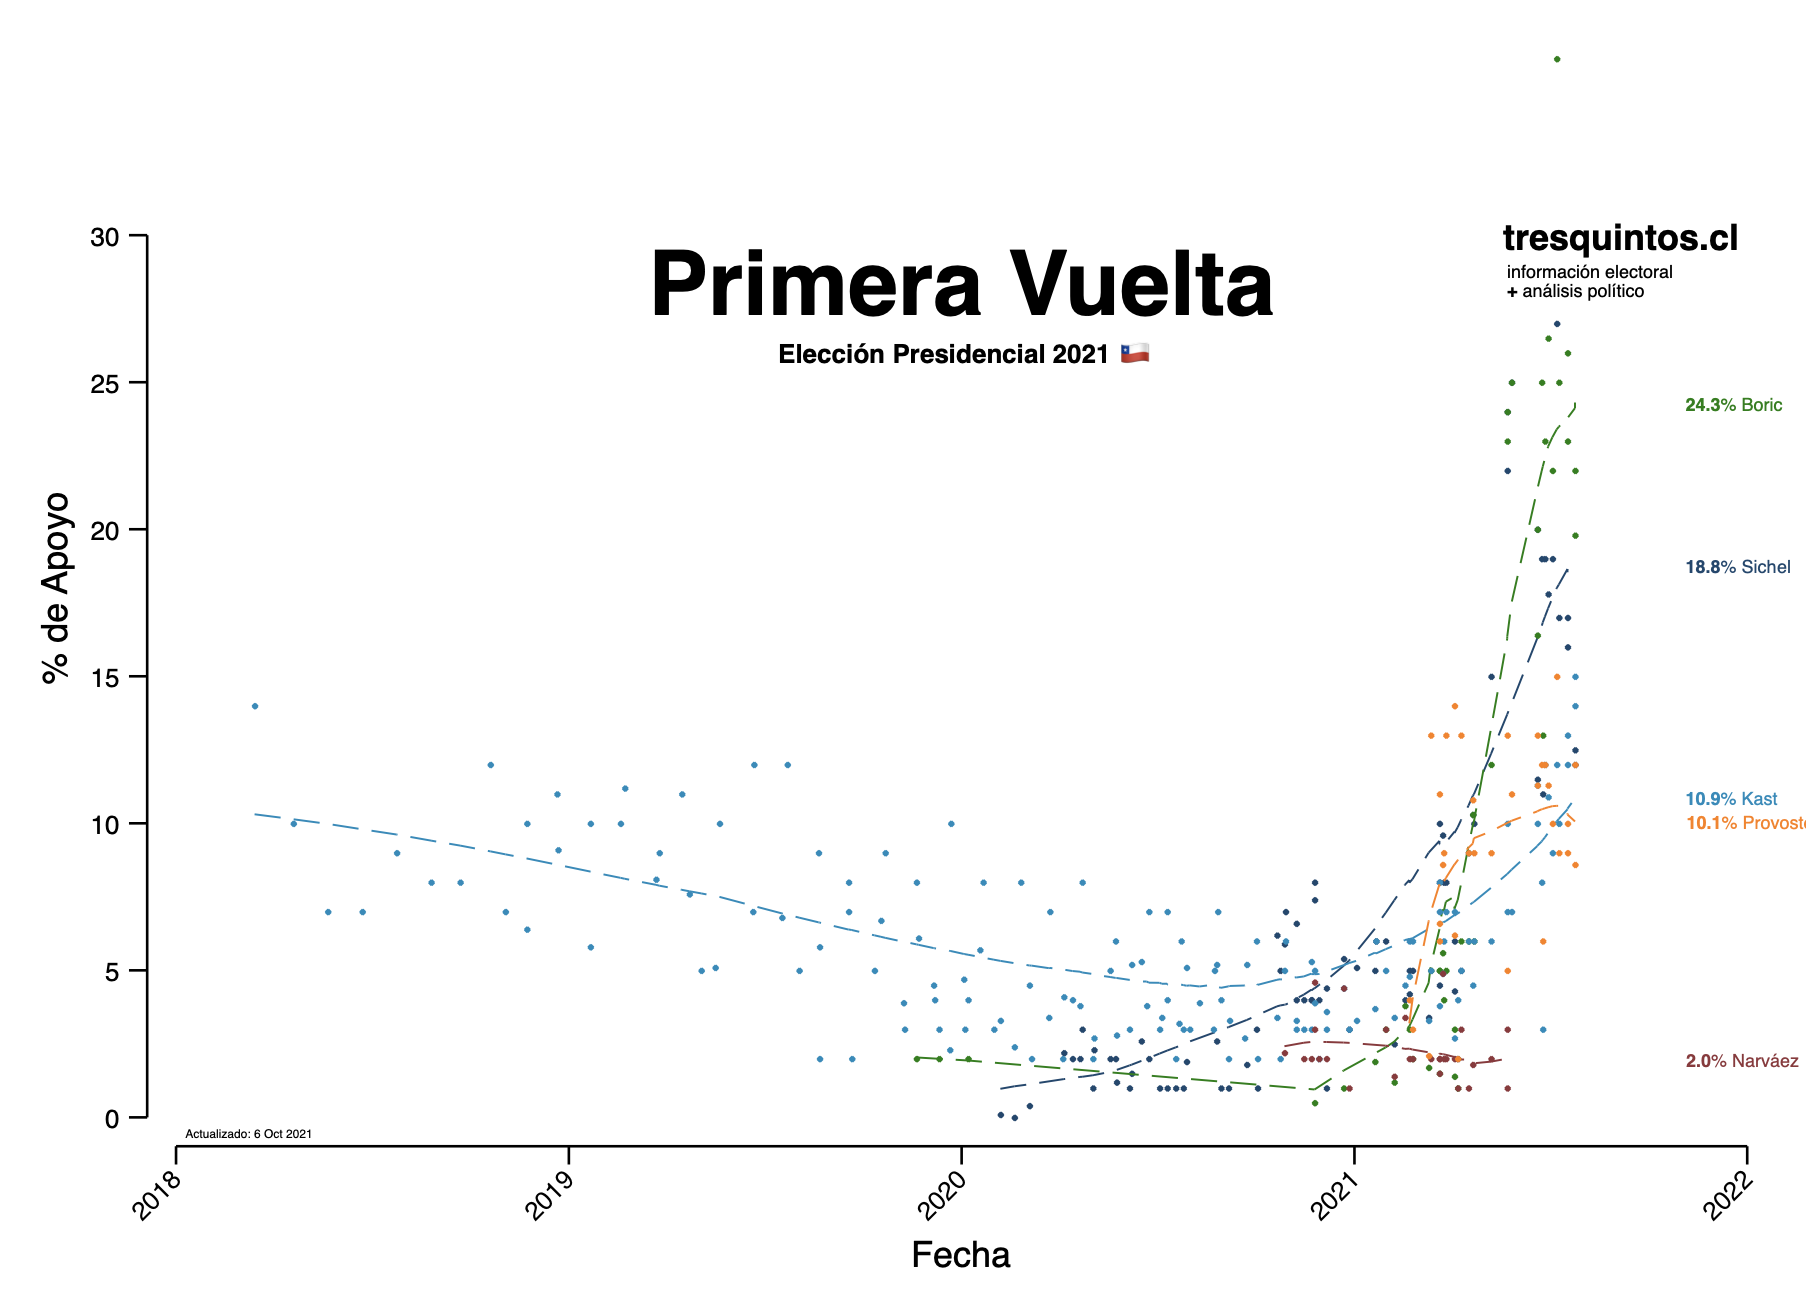 Primera Vuelta
Elección Presidencial 2021 🇨🇱
tresquintos.cl
información electoral
+ análisis político
% de Apoyo
30
25
20
15
10
5
0
24.3% Boric
18.8% Sichel
10.9% Kast
10.1% Provoste
2.0% Narváez
Actualizado: 6 Oct 2021
2018
2019
2020
2021
2022
Fecha